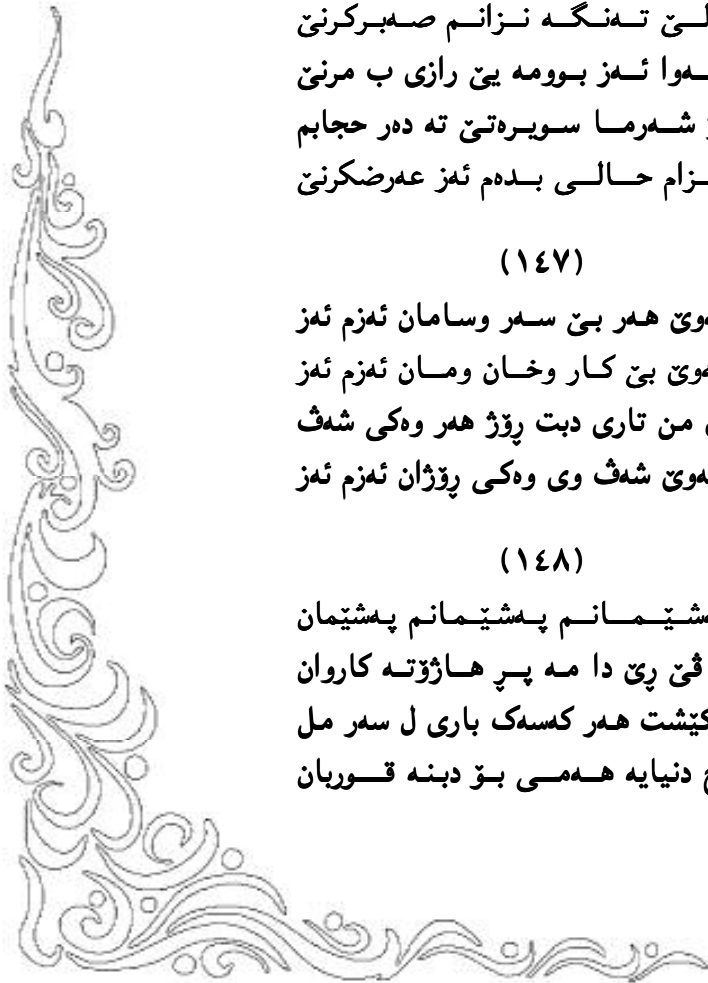 تەنگە نزانم صەبرکرنێ
ئەز بوومە یێ رازی ب مرنێ
شەرما سویرەتێ تە دەر حجابم
حالی بدەم ئەز عەرضکرنێ
(١٤٧)
هەر بێ سەر وسامان ئەزم ئەز
بێ کار وخان ومان ئەزم ئەز
من تاری دبت ڕۆژ هەر وەکی شەڤ
شەڤ وی وەکی ڕۆژان ئەزم ئەز
(١٤٨)
پەشێمانم پەشێمان
ڤێ ڕێ دا مە پڕ هاژۆتە کاروان
هەر کەسەک باری ل سەر مل
دنیایە هەمی بۆ دبنە قوربان